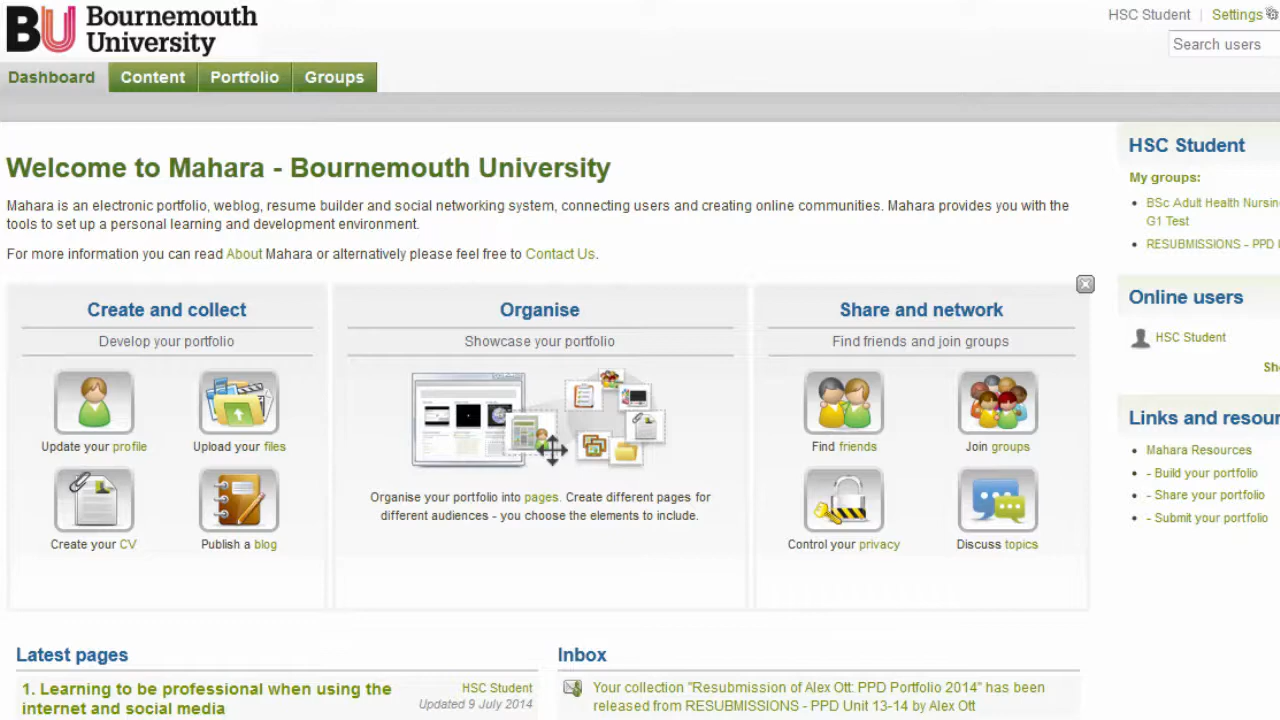 BU Bournemouth
University
HSC Student | Settings
Search users
Dashboard Content Portfolio Groups
Welcome to Mahara - Bournemouth University
Mahara is an electronic portfolio, weblog, resume builder and social networking system, connecting users and creating online communities. Mahara provides you with the
tools to set up a personal learning and development environment.
For more information you can read About Mahara or alternatively please feel free to Contact Us.
Create and collect
Develop your portfolio
Update your profile
Upload your files
Create your CV
Publish a blog
Organise
Showcase your portfolio
Organise your portfolio into pages. Create different pages for
different audiences - you choose the elements to include.
Share and network
Find friends and join groups
Find friends
Join groups
Control your privacy
Discuss topics
Latest pages
1. Learning to be professional when using the
internet and social media
HSC Student
Updated 9 July 2014
Inbox
Your collection "Resubmission of Alex Ott: PPD Portfolio 2014" has been
released from RESUBMISSIONS - PPD Unit 13-14 by Alex Ott
HSC Student
My groups:
BSc Adult Health
G1 Test
RESUBMISSIONS - PPD
Online users
HSC Student
Links and
Mahara Resources
- Build your portfolio
- Share your portfolio
- Submit your portfolio